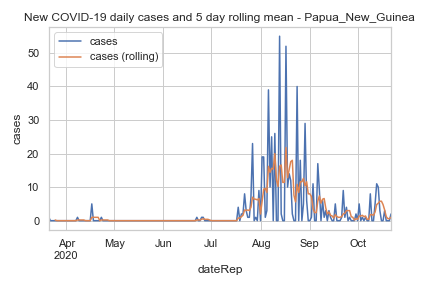 New COVID-19 daily cases and 5 day rolling mean - Papua_New_Guinea
cases
cases (rolling)
cases
50
40
30
20
10
0
Apr May Jun Jul Aug Sep Oct
2020
dateRep